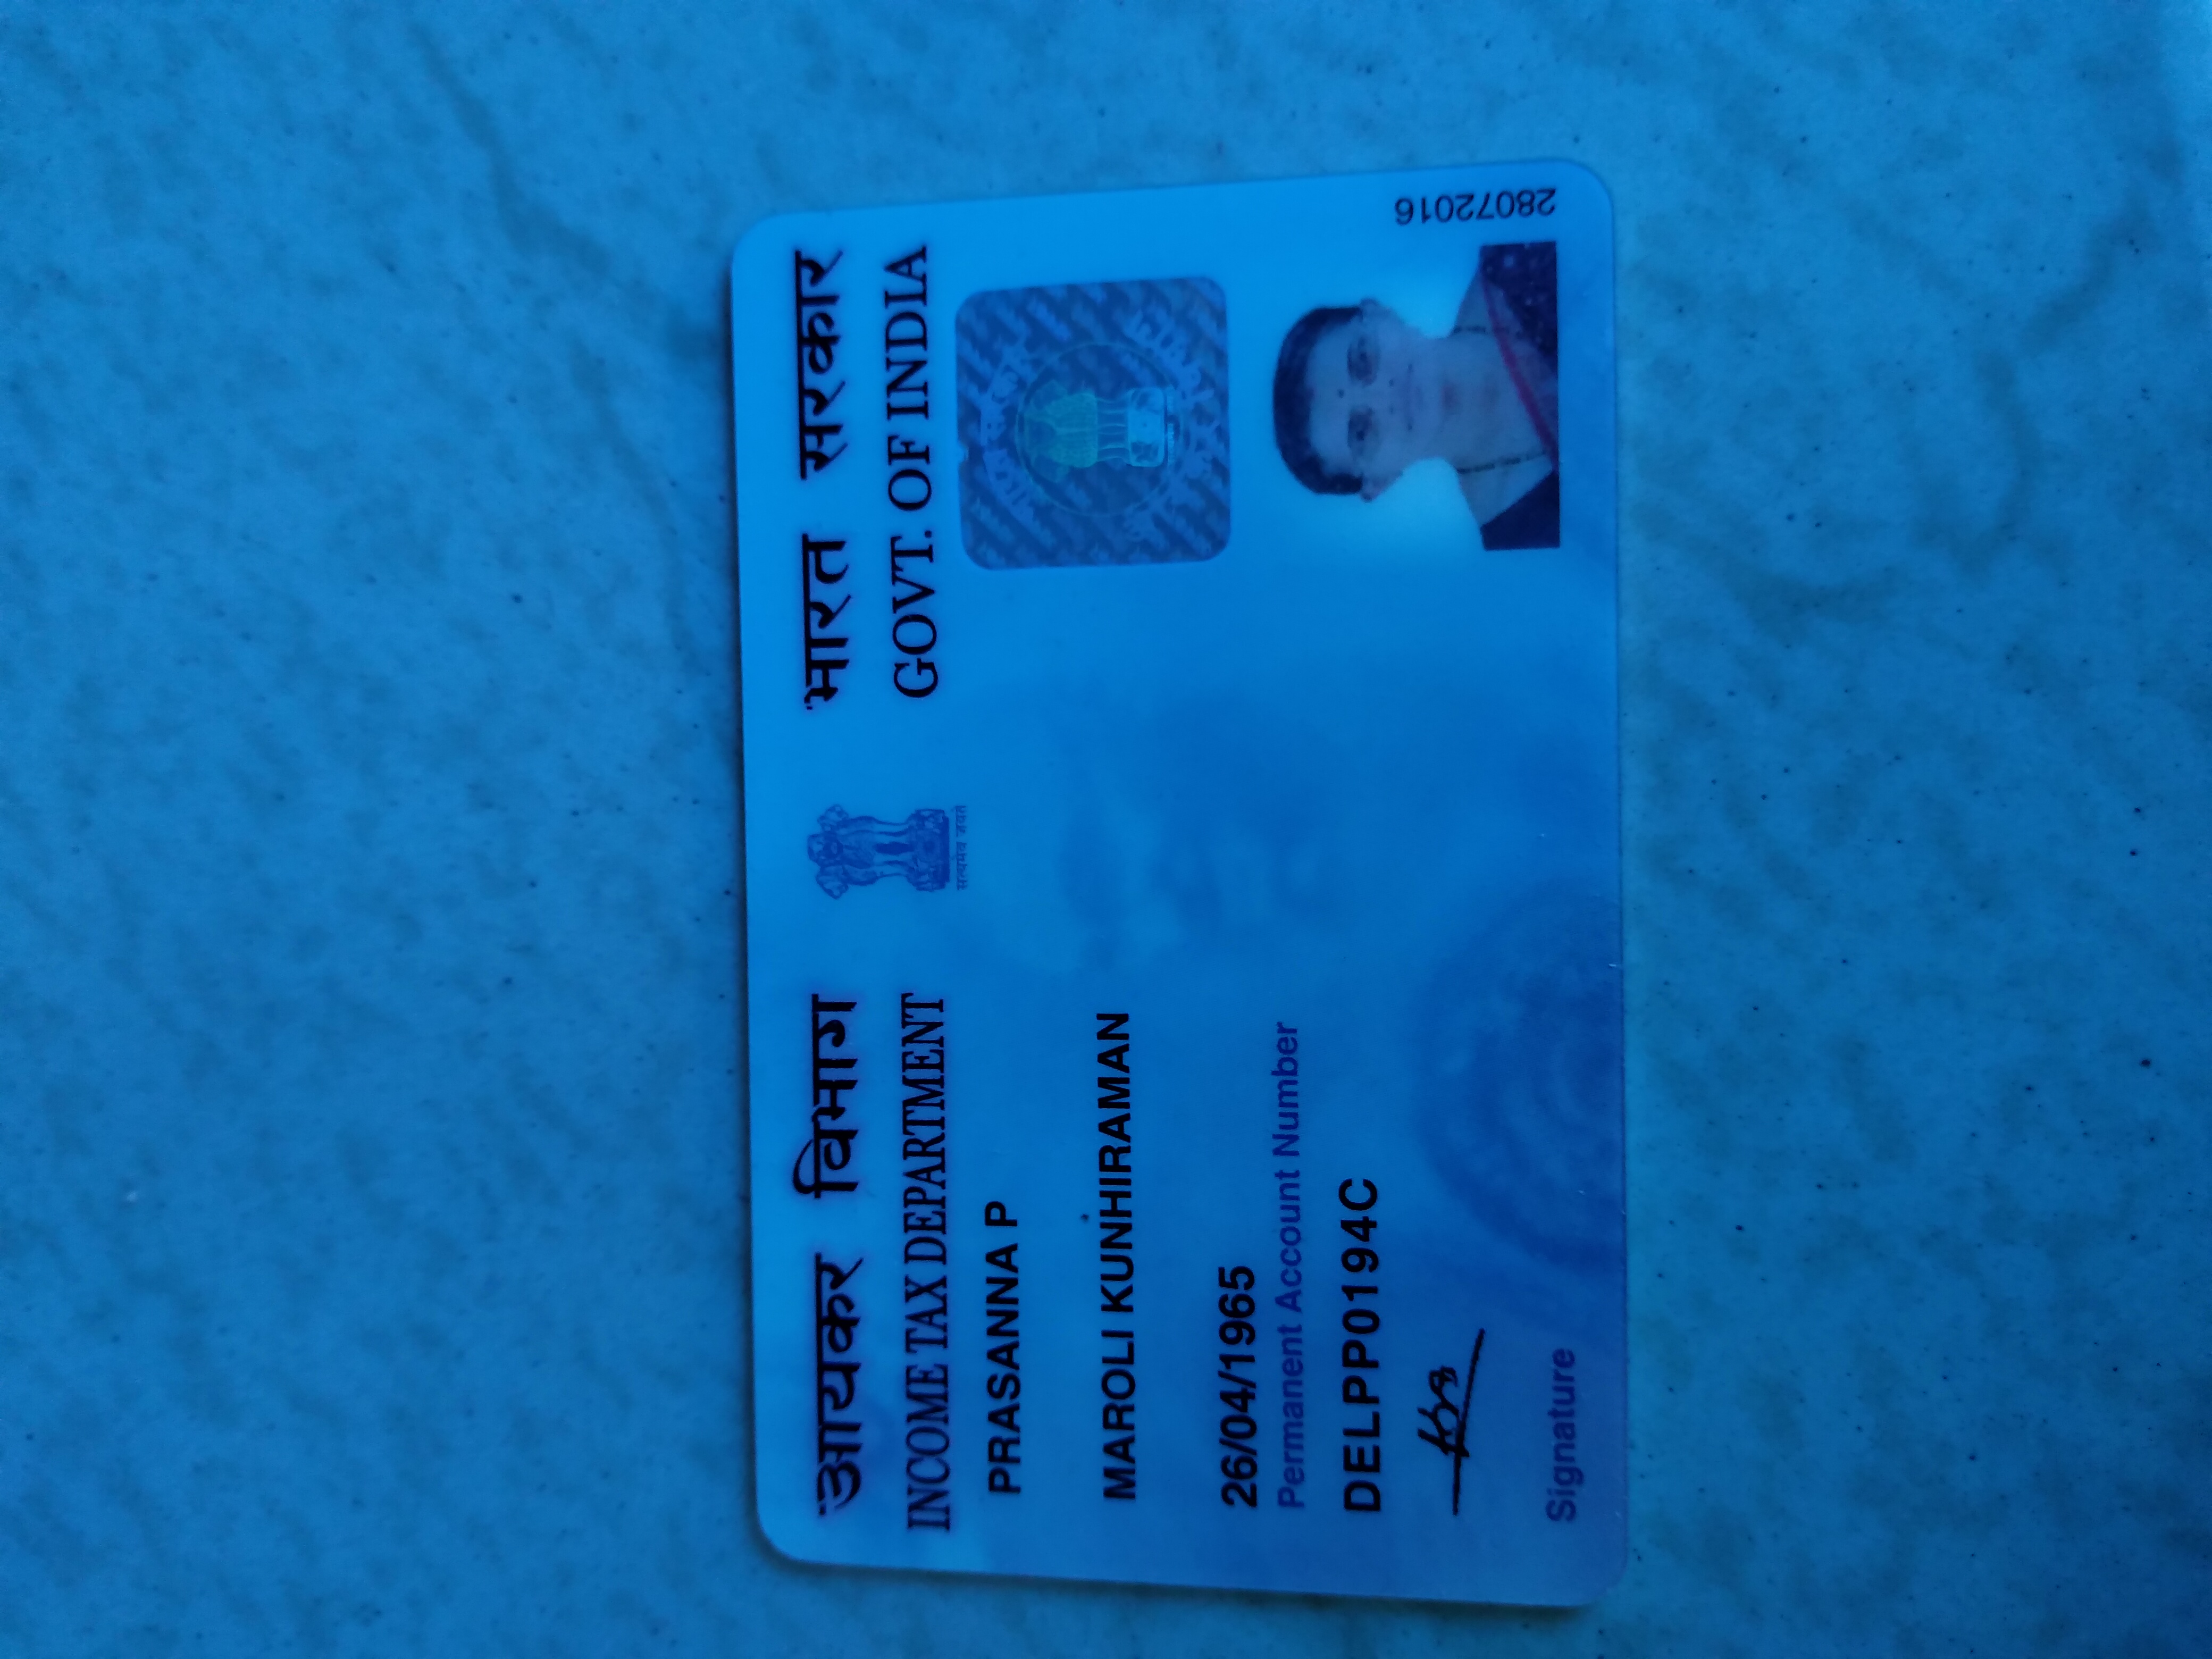 आयकर विभाग
INCOME TAX DEPARTMENT
सत्यमेव जयते
भारत सरकार
GOVT. OF INDIA
PRASANNA P
MAROLI KUNHIRAMAN
26/04/1965
Permanent Account Number
DELPP0194C
Signature
28072016